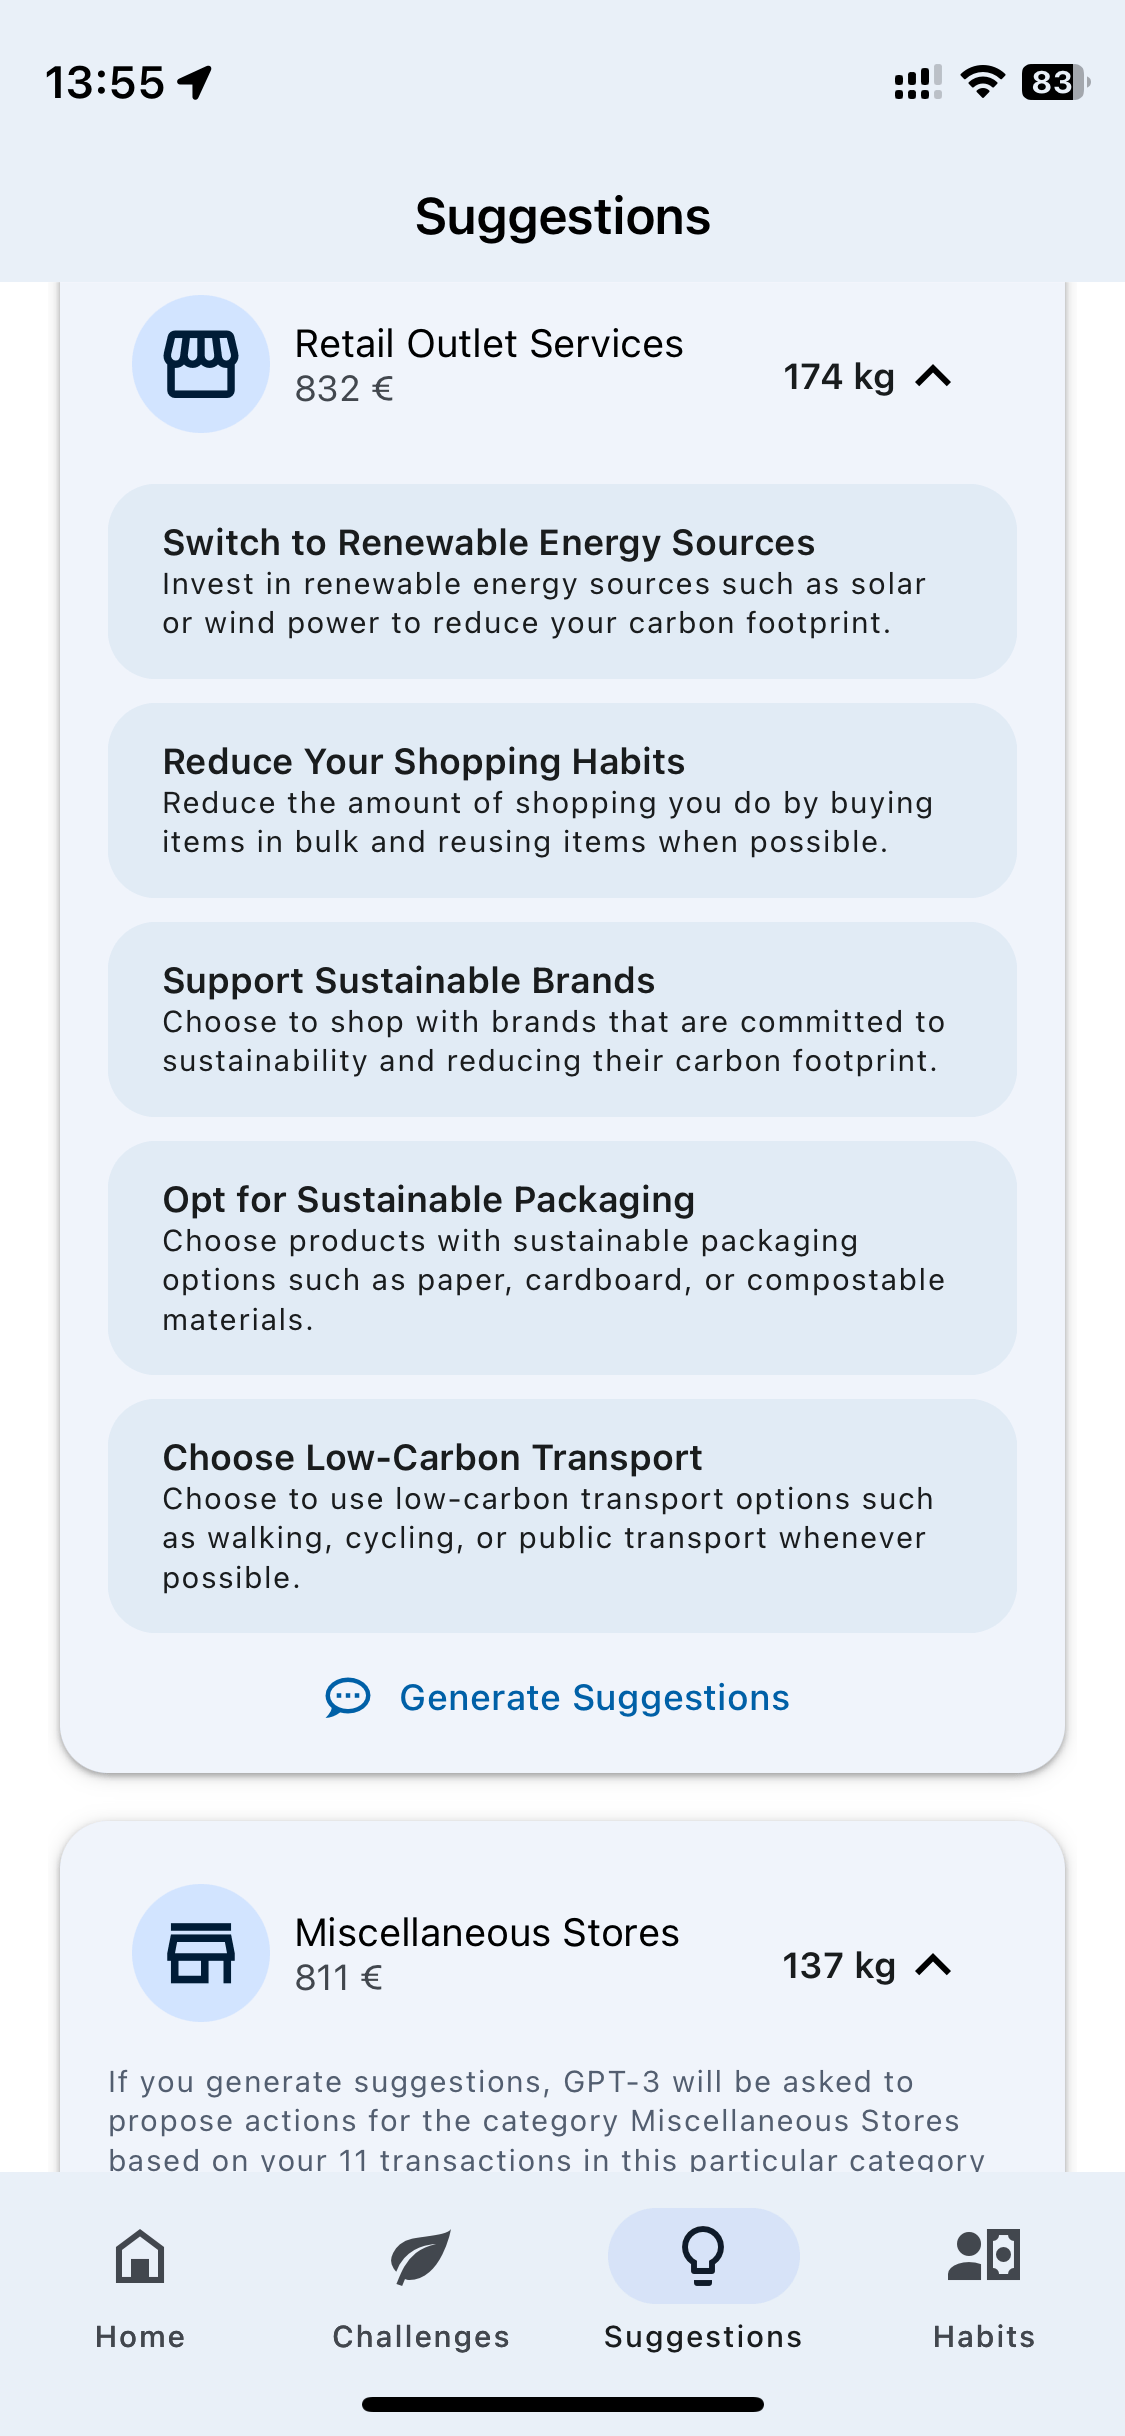 13:55
83
Suggestions
Retail Outlet Services
832 €
174 kg
Switch to Renewable Energy Sources
Invest in renewable energy sources such as solar
or wind power to reduce your carbon footprint.
Reduce Your Shopping Habits
Reduce the amount of shopping you do by buying
items in bulk and reusing items when possible.
Support Sustainable Brands
Choose to shop with brands that are committed to
sustainability and reducing their carbon footprint.
Opt for Sustainable Packaging
Choose products with sustainable packaging
options such as paper, cardboard, or compostable
materials.
Choose Low-Carbon Transport
Choose to use low-carbon transport options such
as walking, cycling, or public transport whenever
possible.
Generate Suggestions
Miscellaneous Stores
811 €
137 kg
If you generate suggestions, GPT-3 will be asked to
propose actions for the category Miscellaneous Stores
based on your 11 transactions in this particular category
Home
Challenges
Suggestions
Habits